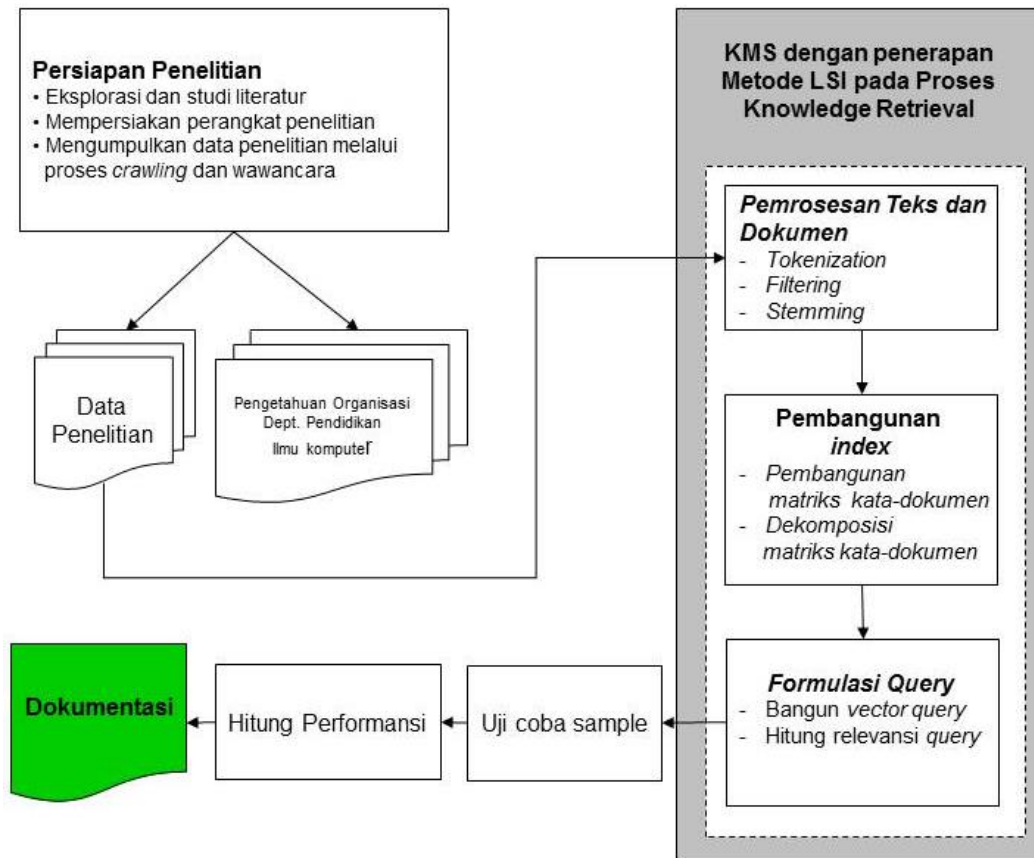 Persiapan Penelitian
• Eksplorasi dan studi literatur
• Mempersiakan perangkat penelitian
• Mengumpulkan data penelitian melalui
proses crawling dan wawancara
KMS dengan penerapan
Metode LSI pada Proses
Knowledge Retrieval
Pemrosesan Teks dan
Dokumen
- Tokenization
- Filtering
- Stemming
Data
Penelitian
Pengetahuan Organisasi
Dept. Pendidikan
Ilmu komputer
Pembangunan
index
- Pembangunan
matriks kata-dokumen
- Dekomposisi
matriks kata-dokumen
Formulasi Query
- Bangun vector query
- Hitung relevansi query
Uji coba sample
Hitung Performansi
Dokumentasi